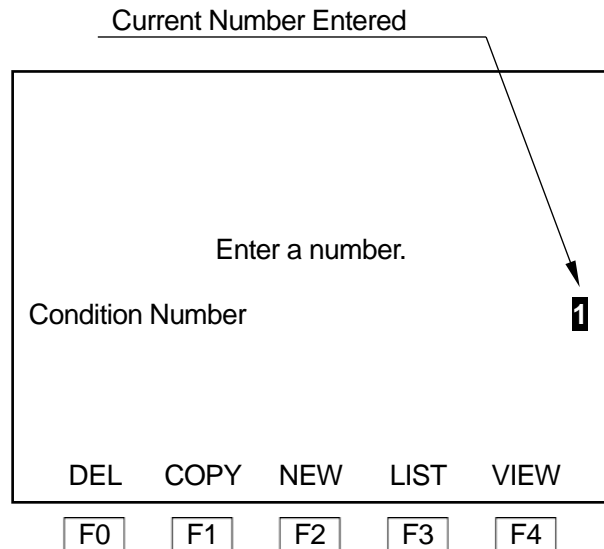 Current Number Entered
Enter a number.
Condition Number 1
DEL COPY NEW LIST VIEW
F0 F1 F2 F3 F4